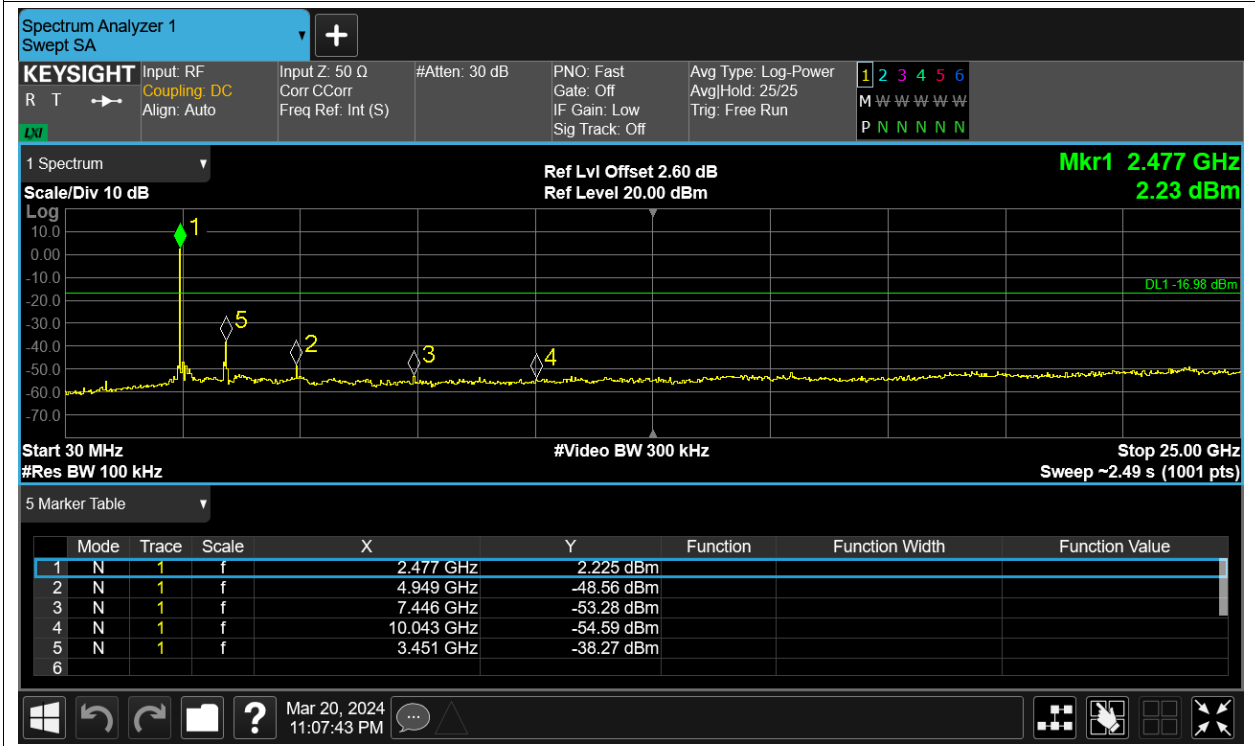 Spectrum Analyzer 1
Swept SA
+
KEYSIGHT Input: RF Input Z: 50 Ω #Atten: 30 dB PNO: Fast Avg Type: Log-Power 1 2 3 4 5 6
R T Coupling: DC Corr CCorr Gate: Off Avg|Hold: 25/25 M W W W W W
Align: Auto Freq Ref: Int (S) IF Gain: Low Trig: Free Run
LXI Sig Track: Off P N N N N N
1 Spectrum Ref Lvl Offset 2.60 dB Mkr1 2.477 GHz
Scale/Div 10 dB Ref Level 20.00 dBm 2.23 dBm
Log
1
10.0
0.00
-10.0
DL1 -16.98 dBm
-20.0
5
-30.0
2
-40.0
3 4
-50.0
-60.0
-70.0
Start 30 MHz #Video BW 300 kHz Stop 25.00 GHz
#Res BW 100 kHz Sweep ~2.49 s (1001 pts)
5 Marker Table
Mode Trace Scale X Y Function Function Width Function Value
1 N 1 f 2.477 GHz 2.225 dBm
2 N 1 f 4.949 GHz -48.56 dBm
3 N 1 f 7.446 GHz -53.28 dBm
4 N 1 f 10.043 GHz -54.59 dBm
5 N 1 f 3.451 GHz -38.27 dBm
6
? Mar 20, 2024
11:07:43 PM